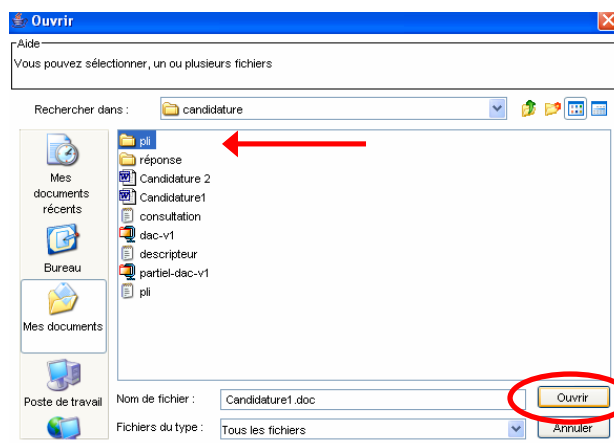 Ouvrir
Aide
Vous pouvez sélectionner, un ou plusieurs fichiers
Rechercher dans :
candidature
Mes
documents
récents
Bureau
Mes documents
Poste de travail
pli
réponse
Candidature 2
Candidature1
consultation
dac-v1
descripteur
partiel-dac-v1
pli
Nom de fichier :
Candidature1.doc
Ouvrir
Fichiers du type :
Tous les fichiers
Annuler